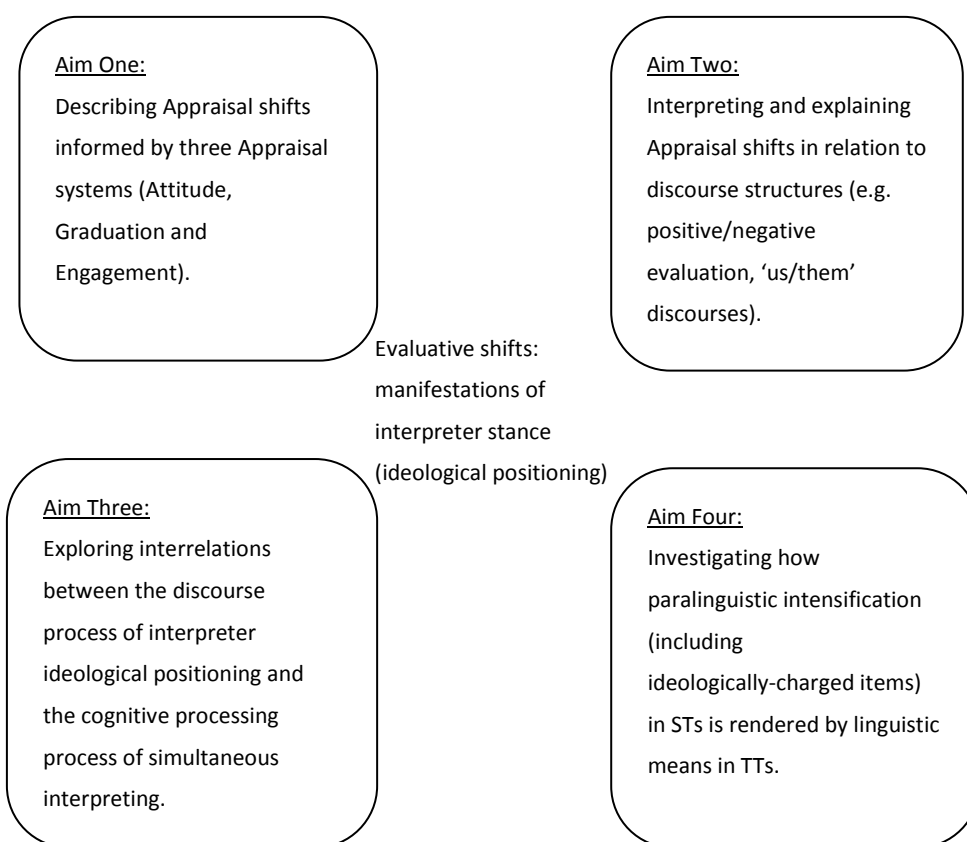 Aim One:
Describing Appraisal shifts
informed by three Appraisal
systems (Attitude,
Graduation and
Engagement).
Aim Two:
Interpreting and explaining
Appraisal shifts in relation to
discourse structures (e.g.
positive/negative
evaluation, ‘us/them’
discourses).
Evaluative shifts:
manifestations of
interpreter stance
(ideological positioning)
Aim Three:
Exploring interrelations
between the discourse
process of interpreter
ideological positioning and
the cognitive processing
process of simultaneous
interpreting.
Aim Four:
Investigating how
paralinguistic intensification
(including
ideologically-charged items)
in STs is rendered by linguistic
means in TTs.